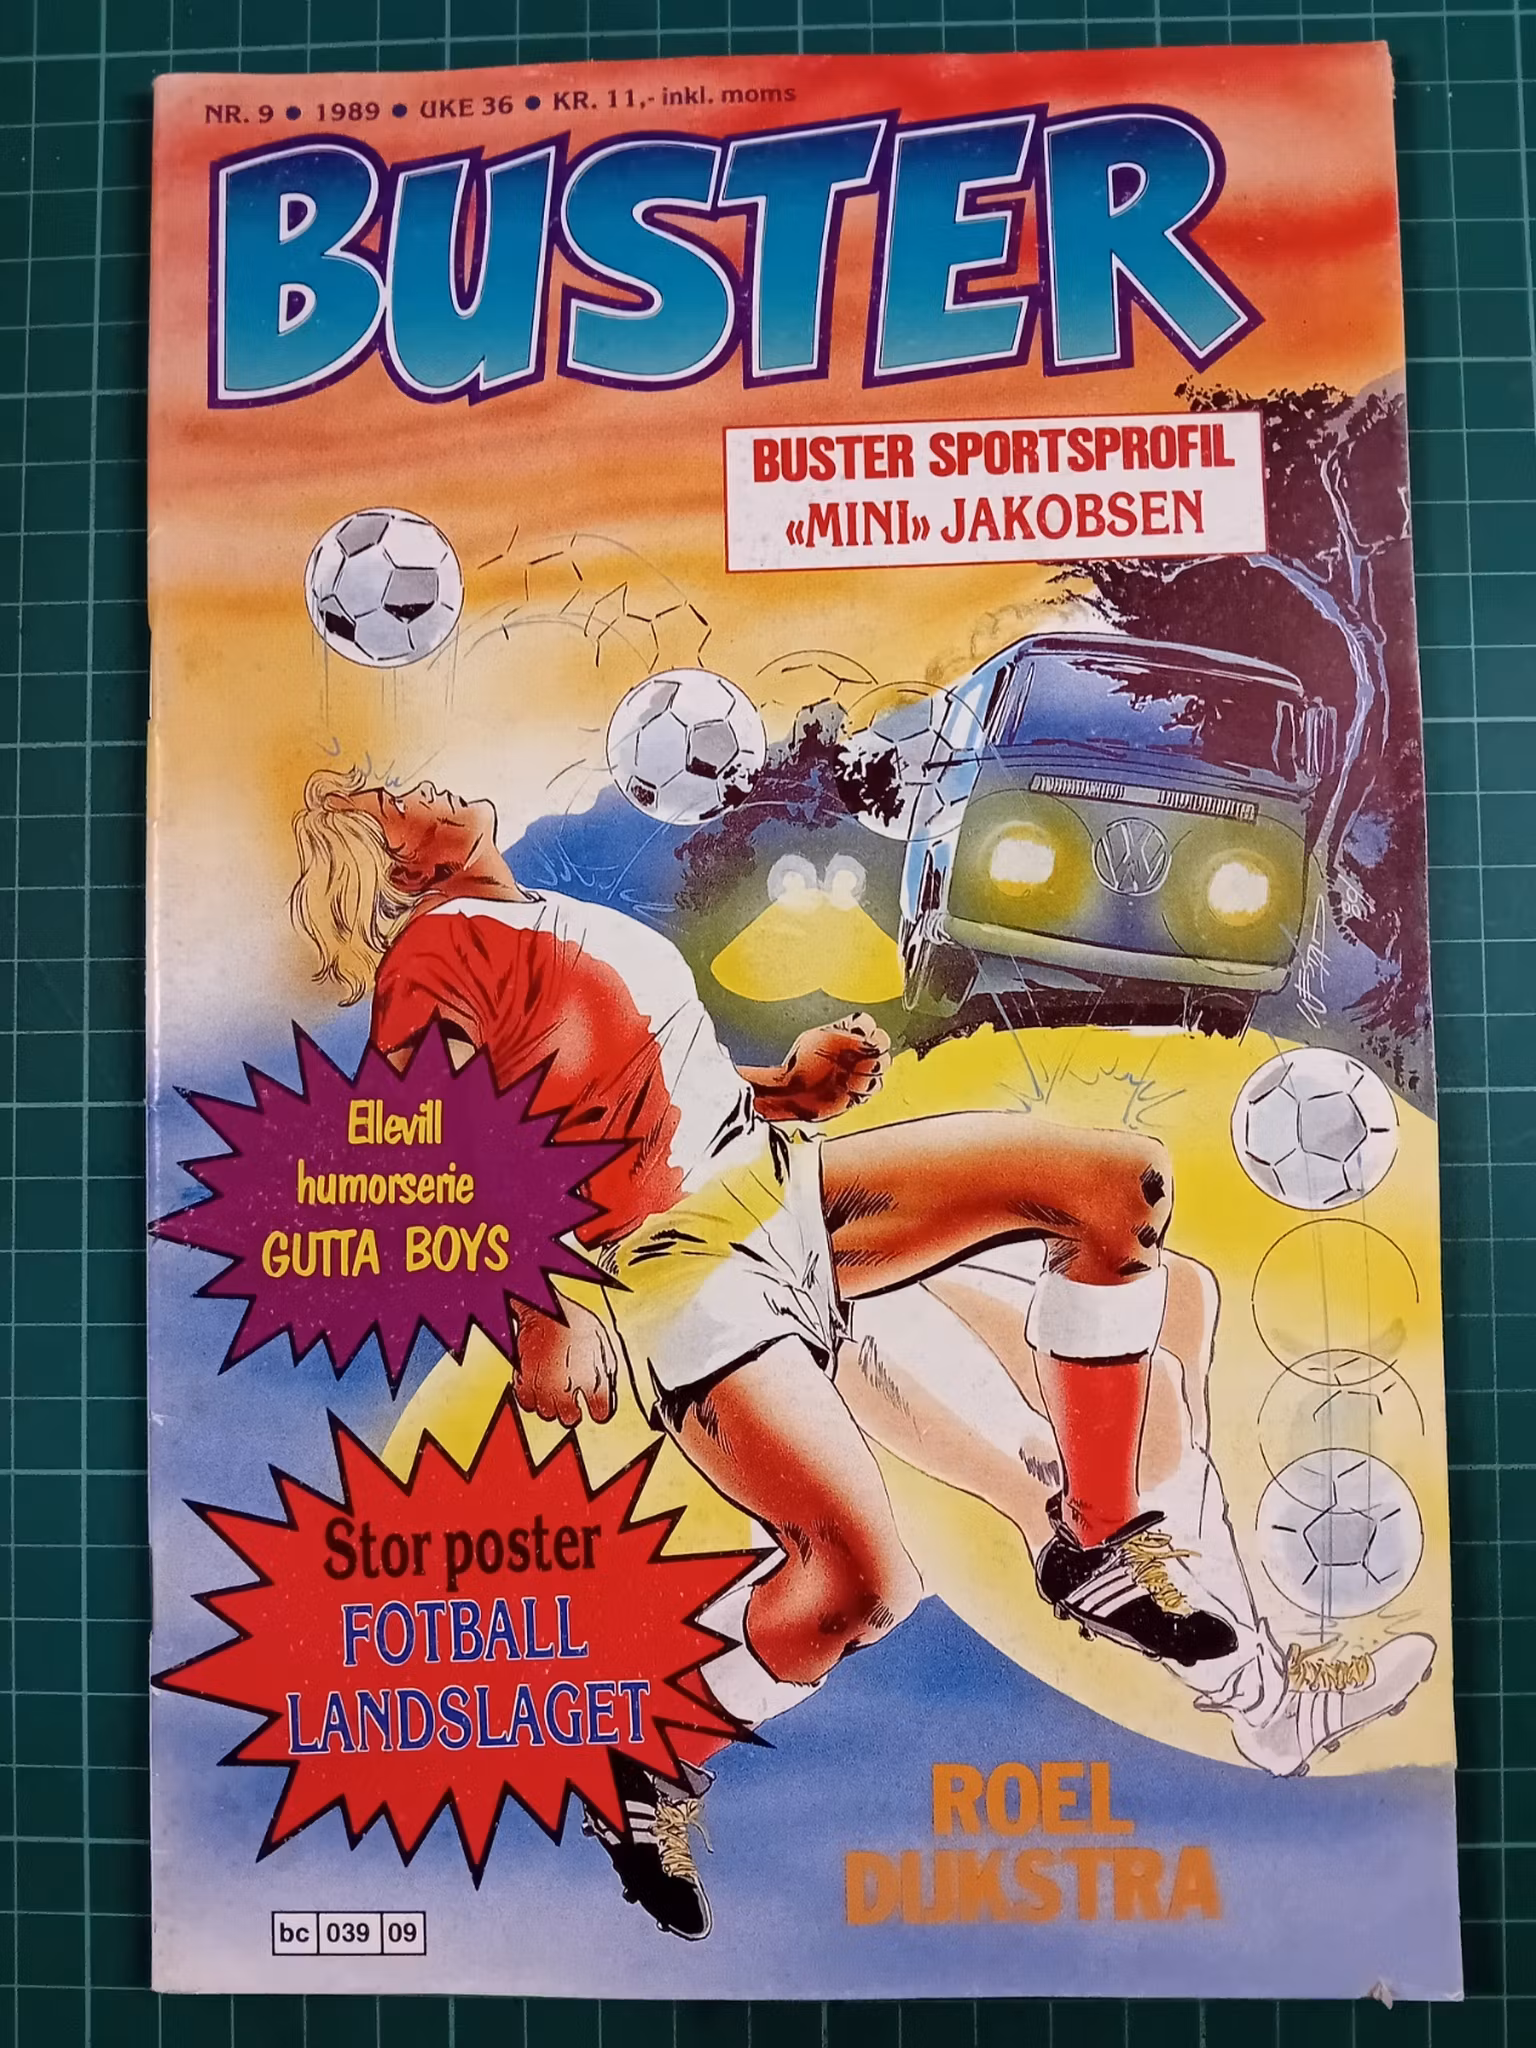 NR. 9 • 1989 • UKE 36 • KR. 11,- inkl. moms
BUSTER
BUSTER SPORTSPROFIL
«MINI» JAKOBSEN
Ellevill
humorserie
GUTTA BOYS
Stor poster
FOTBALL
LANDSLAGET
ROEL
DIJKSTRA
bc 039 09